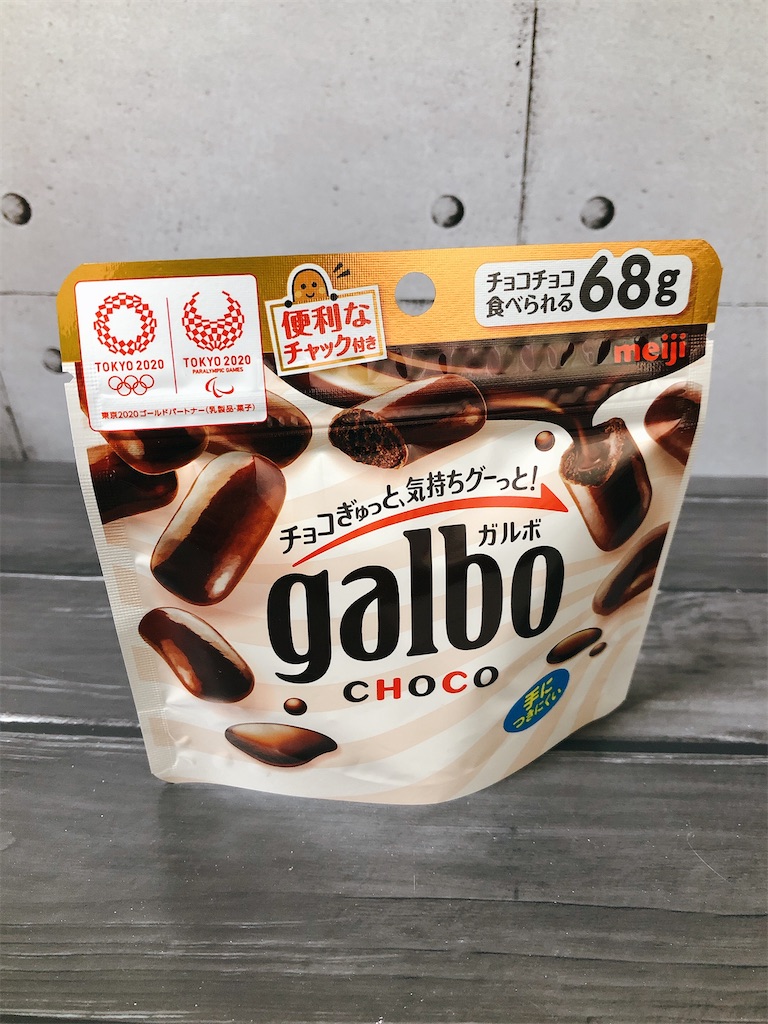 TOKYO 2020
TOKYO 2020
PARALYMPIC GAMES
東京2020ゴールドパートナー(乳製品・菓子)
便利な
チャック付き
チョコチョコ
食べられる
68g
meiji
チョコぎゅっと、気持ちグーっと!
ガルボ
galbo
CHOCO
手に
つきにくい